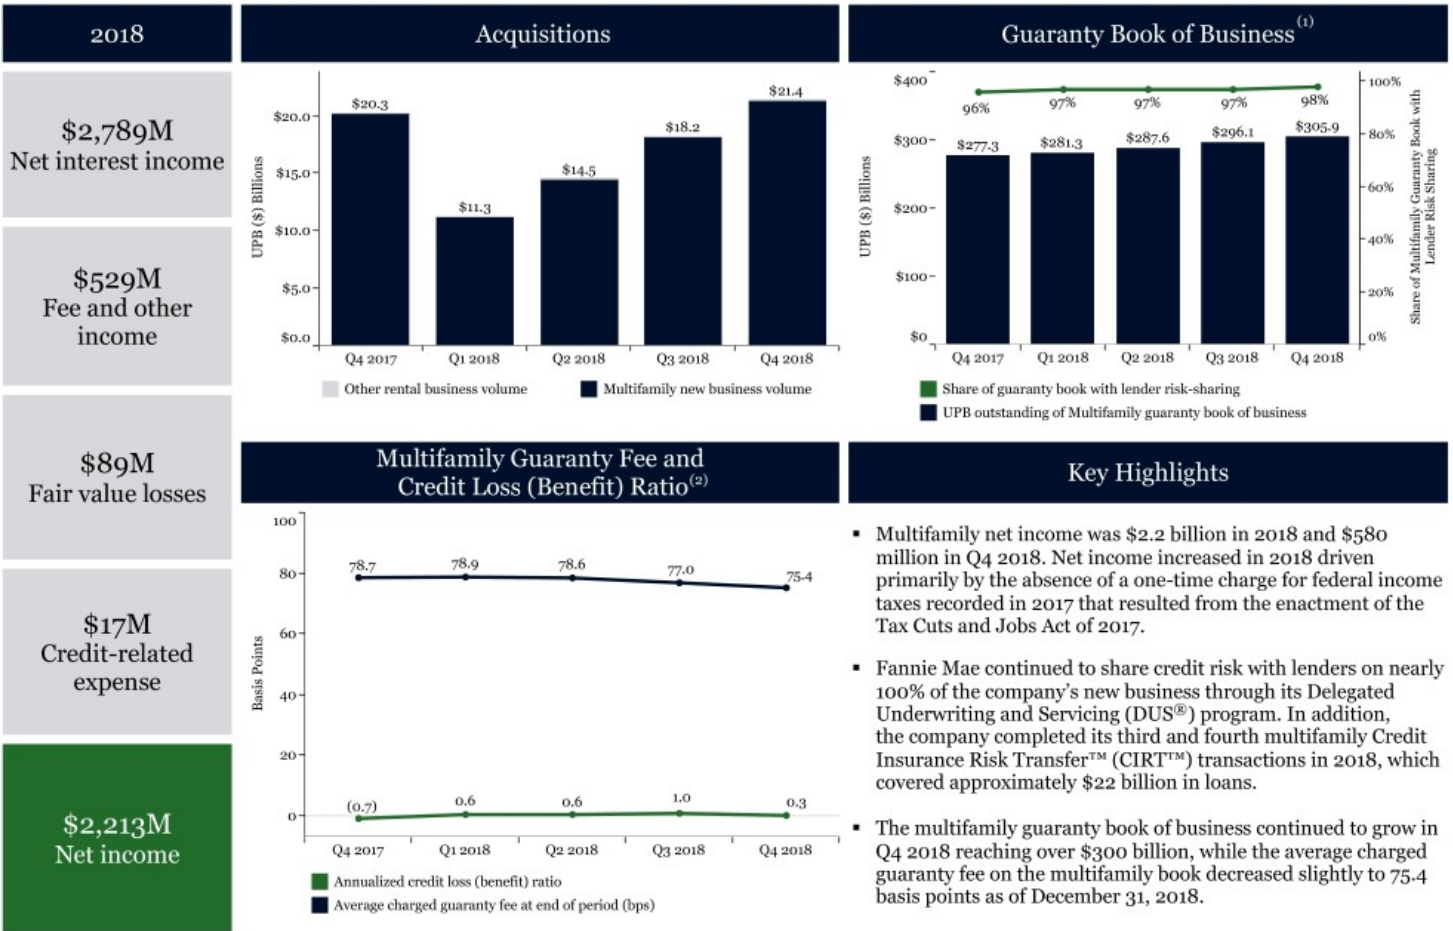 2018
$2,789M
Net interest income
$529M
Fee and other
income
$89M
Fair value losses
$17M
Credit-related
expense
$2,213M
Net income
Acquisitions
UPB ($) Billions
$20.0
$15.0
$10.0
$5.0
$0.0
$20.3
$11.3
$14.5
$18.2
$21.4
Q4 2017
Q1 2018
Q2 2018
Q3 2018
Q4 2018
Other rental business volume
Multifamily new business volume
Guaranty Book of Business(1)
UPB ($) Billions
$400
$300
$200
$100
$0
96%
97%
97%
97%
98%
$277.3
$281.3
$287.6
$296.1
$305.9
100%
80%
60%
40%
20%
0%
Share of Multifamily Guaranty Book with
Lender Risk Sharing
Q4 2017
Q1 2018
Q2 2018
Q3 2018
Q4 2018
Share of guaranty book with lender risk-sharing
UPB outstanding of Multifamily guaranty book of business
Multifamily Guaranty Fee and
Credit Loss (Benefit) Ratio(2)
Basis Points
100
80
60
40
20
0
78.7
78.9
78.6
77.0
75.4
(0.7)
0.6
0.6
1.0
0.3
Q4 2017
Q1 2018
Q2 2018
Q3 2018
Q4 2018
Annualized credit loss (benefit) ratio
Average charged guaranty fee at end of period (bps)
Key Highlights
▪ Multifamily net income was $2.2 billion in 2018 and $580
million in Q4 2018. Net income increased in 2018 driven
primarily by the absence of a one-time charge for federal income
taxes recorded in 2017 that resulted from the enactment of the
Tax Cuts and Jobs Act of 2017.
▪ Fannie Mae continued to share credit risk with lenders on nearly
100% of the company's new business through its Delegated
Underwriting and Servicing (DUS®) program. In addition,
the company completed its third and fourth multifamily Credit
Insurance Risk Transfer™ (CIRT™) transactions in 2018, which
covered approximately $22 billion in loans.
▪ The multifamily guaranty book of business continued to grow in
Q4 2018 reaching over $300 billion, while the average charged
guaranty fee on the multifamily book decreased slightly to 75.4
basis points as of December 31, 2018.